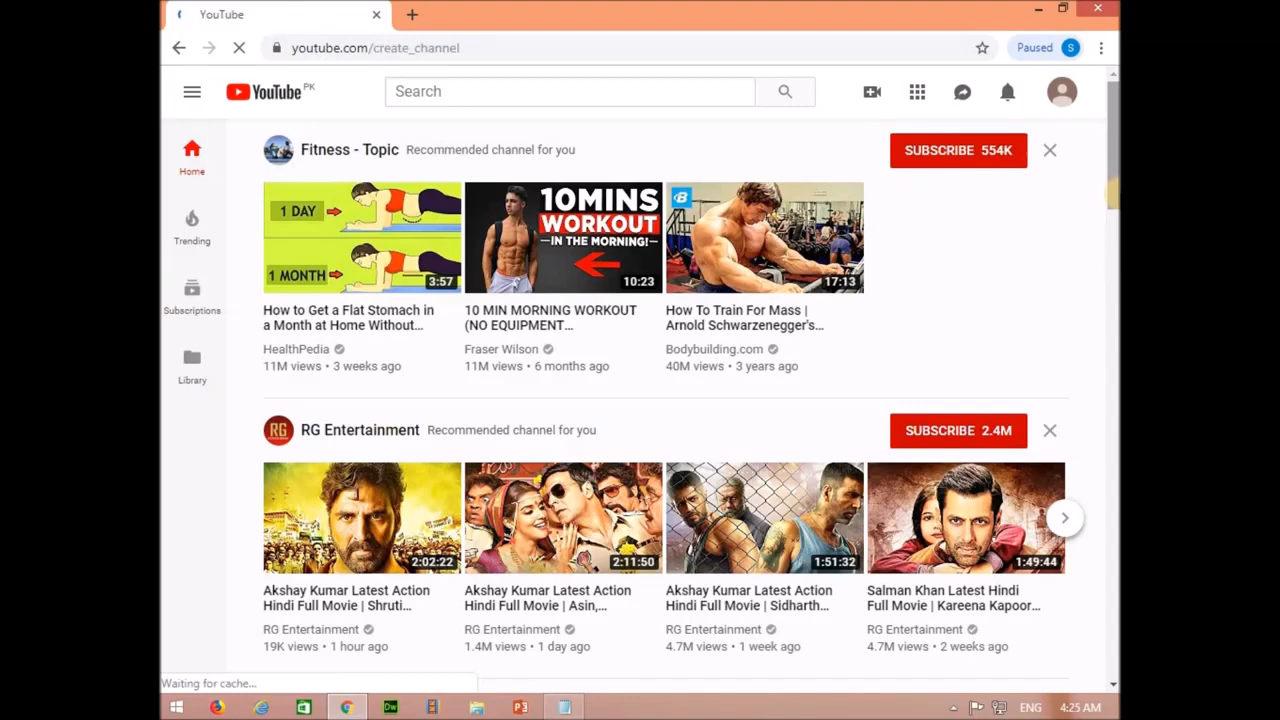 YouTube
youtube.com/create_channel
Paused
S
YouTube PK
Search
Home
Trending
Subscriptions
Library
Fitness - Topic Recommended channel for you
SUBSCRIBE 554K
1 DAY
1 MONTH
3:57
10MINS
WORKOUT
—IN THE MORNING!—
10:23
B
17:13
How to Get a Flat Stomach in
a Month at Home Without...
HealthPedia
11M views • 3 weeks ago
10 MIN MORNING WORKOUT
(NO EQUIPMENT...
Fraser Wilson
11M views • 6 months ago
How To Train For Mass |
Arnold Schwarzenegger's...
Bodybuilding.com
40M views • 3 years ago
RG
RG Entertainment Recommended channel for you
SUBSCRIBE 2.4M
2:02:22
2:11:50
1:51:32
1:49:44
Akshay Kumar Latest Action
Hindi Full Movie | Shruti...
RG Entertainment
19K views • 1 hour ago
Akshay Kumar Latest Action
Hindi Full Movie | Asin,...
RG Entertainment
1.4M views • 1 day ago
Akshay Kumar Latest Action
Hindi Full Movie | Sidharth...
RG Entertainment
4.7M views • 1 week ago
Salman Khan Latest Hindi
Full Movie | Kareena Kapoor...
RG Entertainment
4.7M views • 2 weeks ago
Waiting for cache...
Dw
P3
ENG
4:25 AM